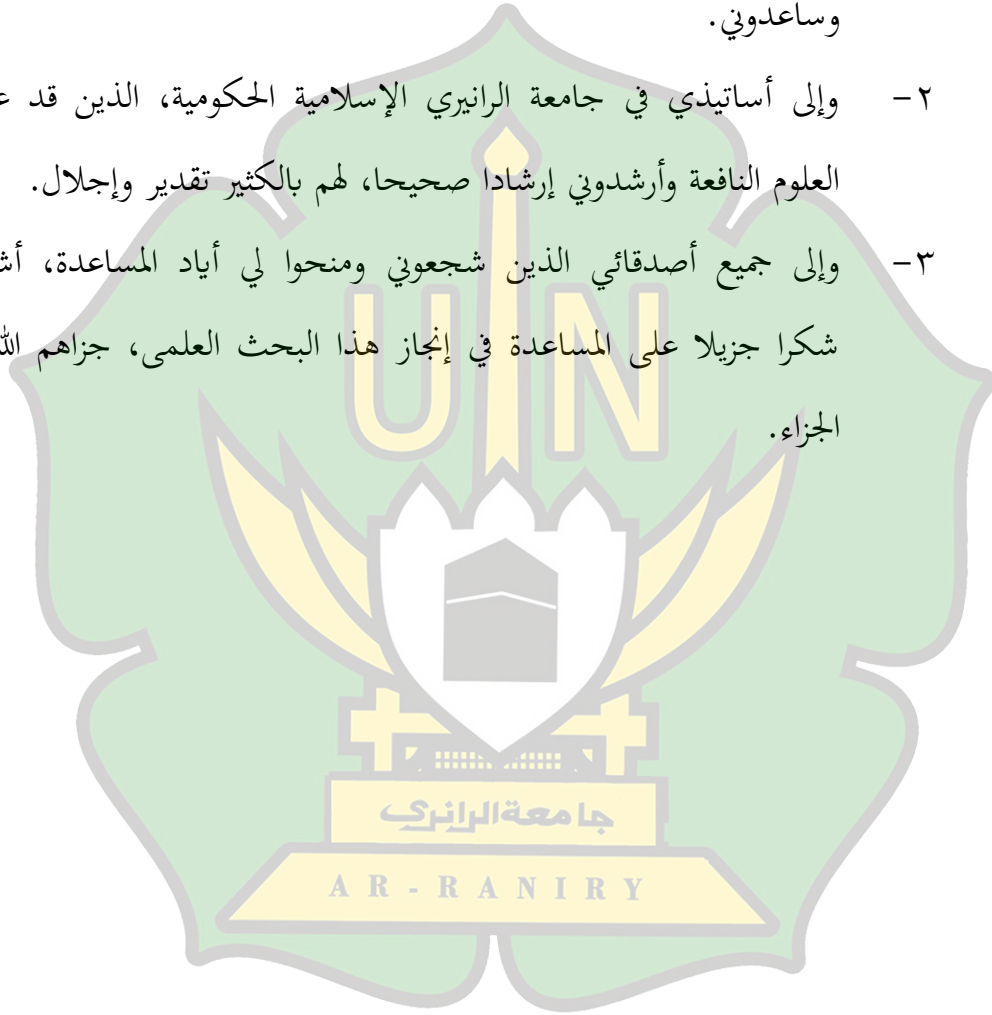 وساعدوني.
٢- وإلى أساتيذي في جامعة الرانيري الإسلامية الحكومية، الذين قد
العلوم النافعة وأرشدوني إرشادا صحيحا، لهم بالكثير تقدير وإجلال.
٣- وإلى جميع أصدقائي الذين شجعوني ومنحوا لي أياد المساعدة،
شكرا جزيلا على المساعدة في إنجاز هذا البحث العلمى، جزاهم الله
الجزاء.
UIN
جامعة الرانري
AR-RANIRY